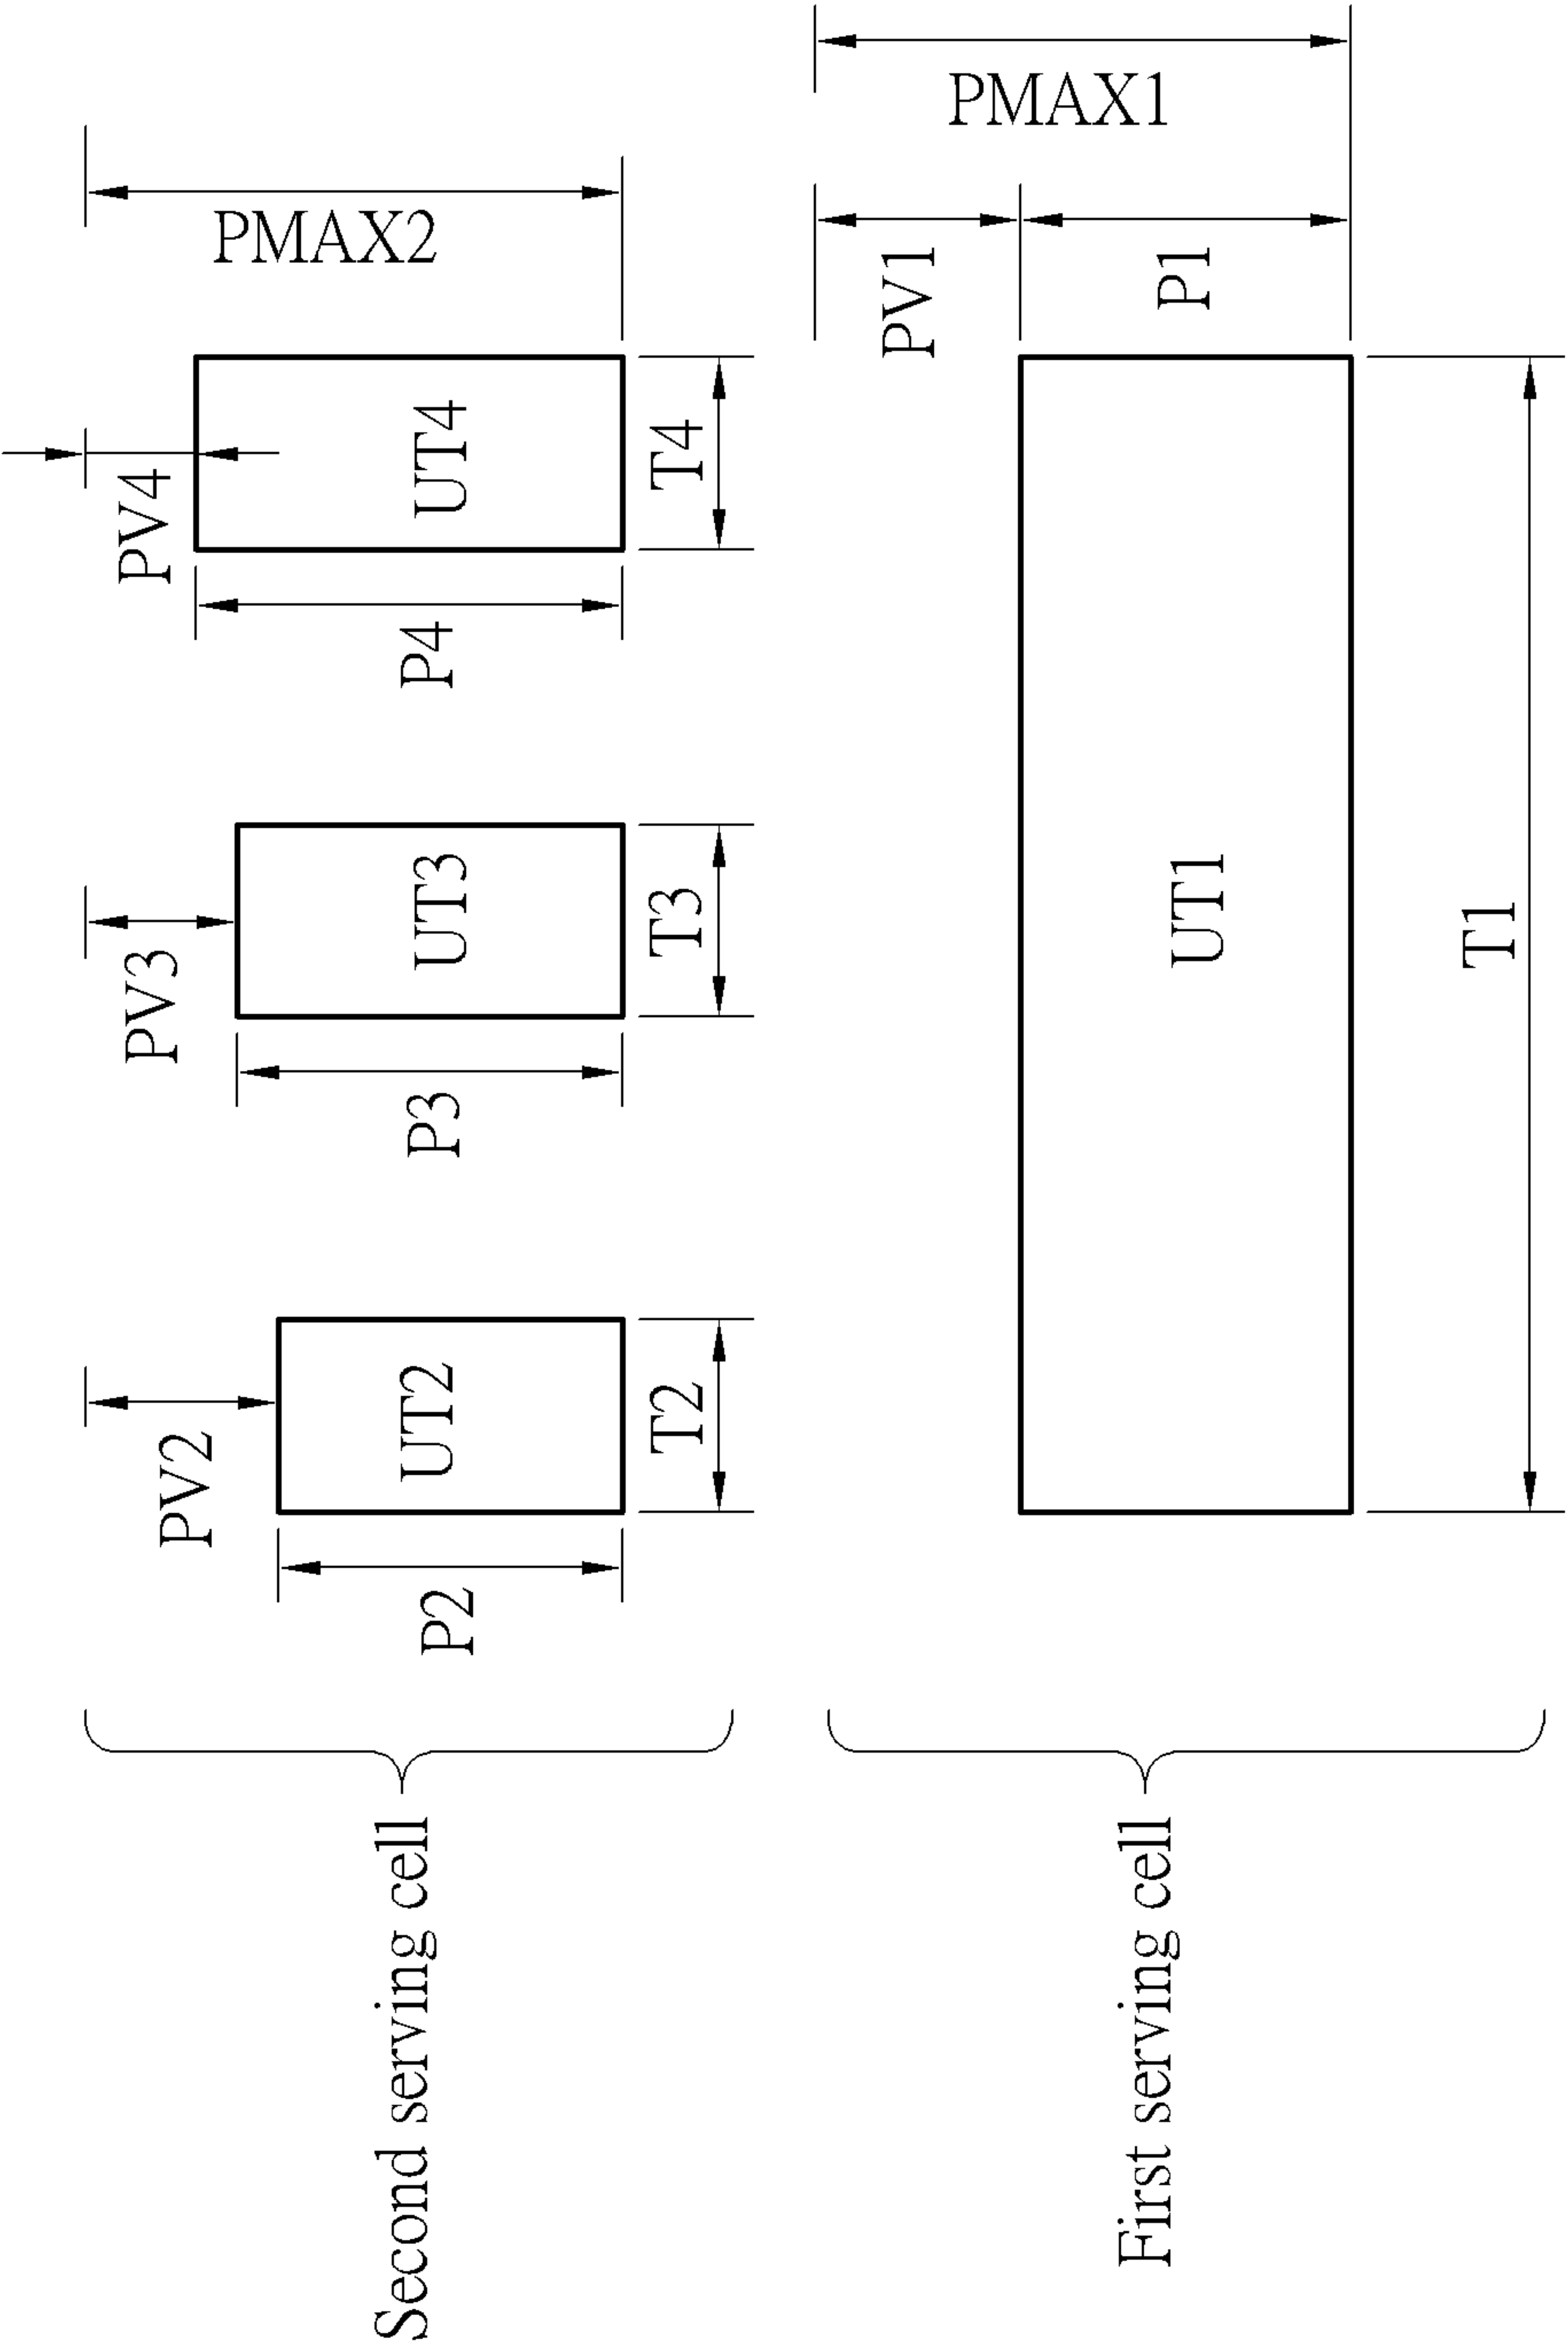 Second serving cell
P2
PV2
UT2
T2
P3
PV3
UT3
T3
P4
PV4
UT4
T4
PMAX2
First serving cell
UT1
T1
PV1
P1
PMAX1